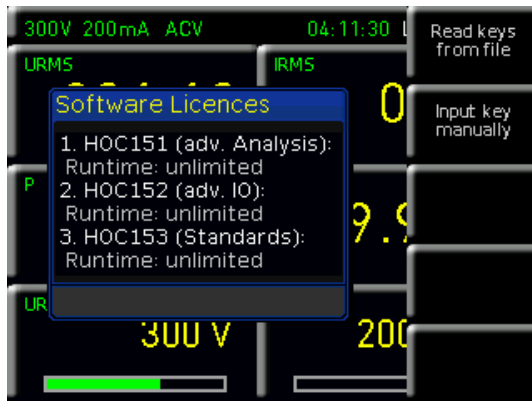 300V 200mA ACV 04:11:30
Read keys
from file
URMS IRMS
Software Licences
Input key
manually
1. HOC151 (adv. Analysis):
Runtime: unlimited
2. HOC152 (adv. IO):
Runtime: unlimited
3. HOC153 (Standards):
Runtime: unlimited
P
300 V